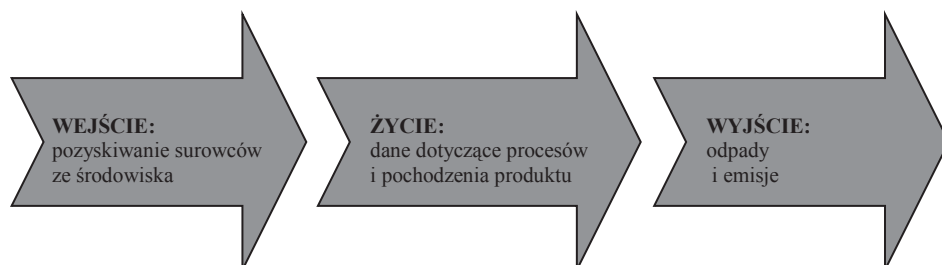 WEJŚCIE:
pozyskiwanie surowców
ze środowiska
ŻYCIE:
dane dotyczące procesów
i pochodzenia produktu
WYJŚCIE:
odpady
i emisje